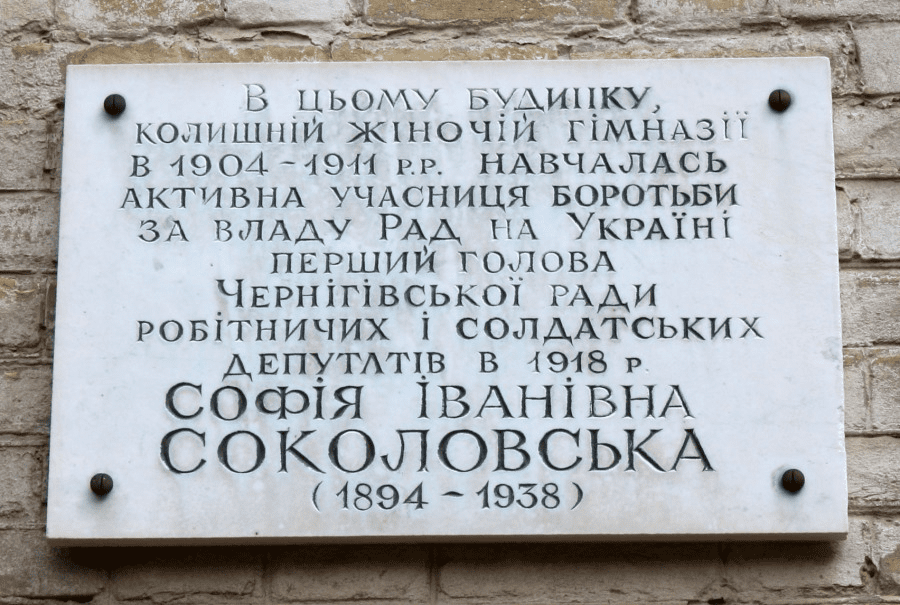 В ЦЬОМУ БУДИНКУ,
КОЛИШНІЙ ЖІНОЧІЙ ГІМНАЗІЇ
В 1904-1911 Р.Р. НАВЧАЛАСЬ
АКТИВНА УЧАСНИЦЯ БОРОТЬБИ
ЗА ВЛАДУ РАД НА УКРАЇНІ
ПЕРШИЙ ГОЛОВА
ЧЕРНІГІВСЬКОЇ РАДИ
РОБІТНИЧИХ І СОЛДАТСЬКИХ
ДЕПУТАТІВ В 1918 Р.
СОФІЯ ІВАНІВНА
СОКОЛОВСЬКА
(1894-1938)